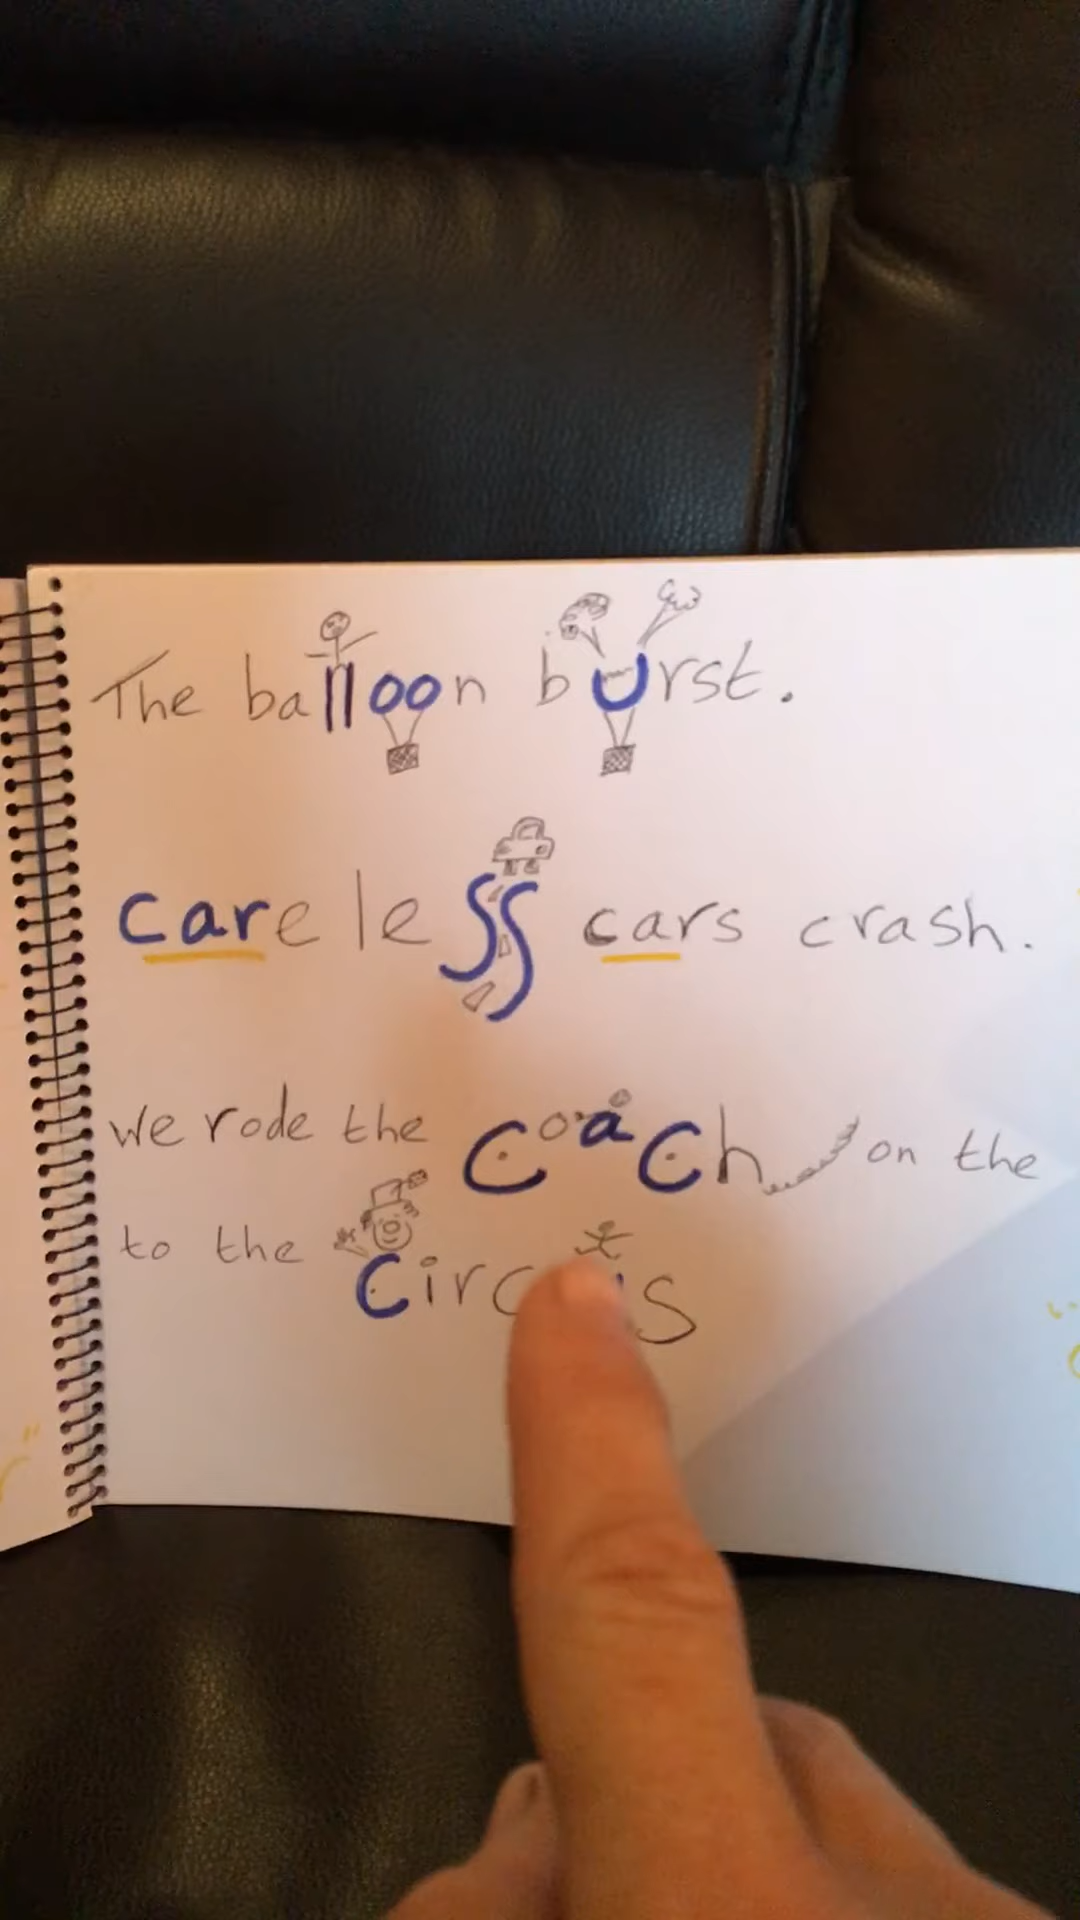 The balloon burst.
careless cars crash.
we rode the coach on the
to the